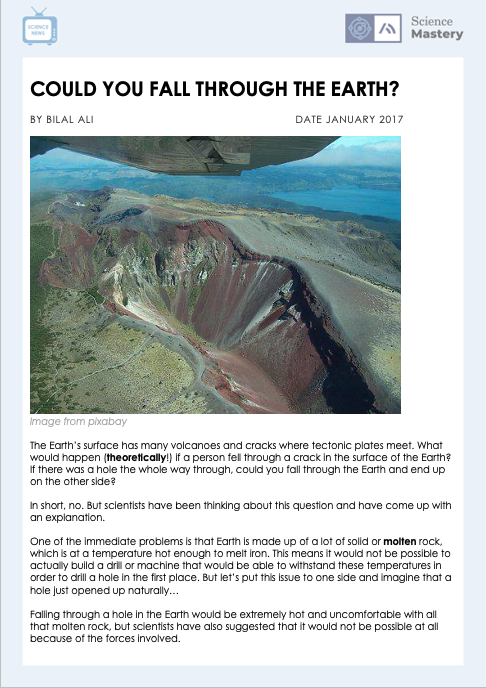 SCIENCE
NEWS
Science
Mastery
COULD YOU FALL THROUGH THE EARTH?
BY BILAL ALI
DATE JANUARY 2017
Image from pixabay
The Earth's surface has many volcanoes and cracks where tectonic plates meet. What
would happen (theoretically!) if a person fell through a crack in the surface of the Earth?
If there was a hole the whole way through, could you fall through the Earth and end up
on the other side?
In short, no. But scientists have been thinking about this question and have come up with
an explanation.
One of the immediate problems is that Earth is made up of a lot of solid or molten rock,
which is at a temperature hot enough to melt iron. This means it would not be possible to
actually build a drill or machine that would be able to withstand these temperatures in
order to drill a hole in the first place. But let's put this issue to one side and imagine that a
hole just opened up naturally…
Falling through a hole in the Earth would be extremely hot and uncomfortable with all
that molten rock, but scientists have also suggested that it would not be possible at all
because of the forces involved.